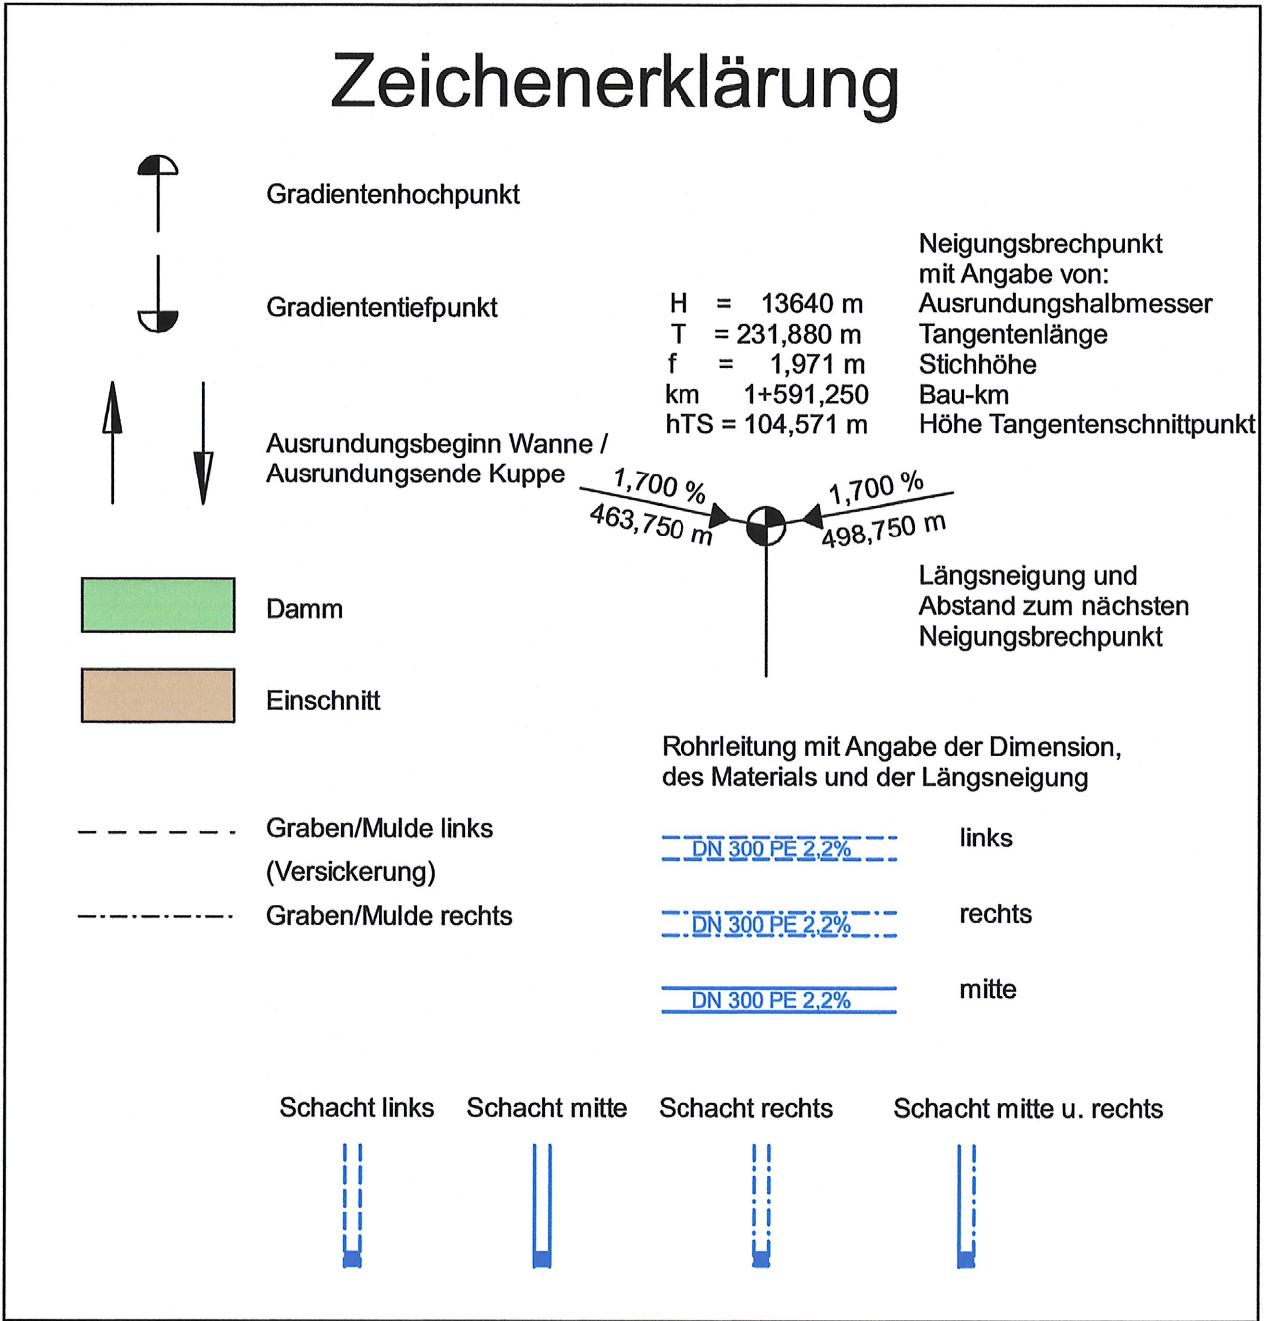 Zeichenerklärung
Gradientenhochpunkt
Gradiententiefpunkt
Ausrundungsbeginn Wanne /
Ausrundungsende Kuppe
Damm
Einschnitt
Graben/Mulde links
(Versickerung)
Graben/Mulde rechts
Neigungsbrechpunkt
mit Angabe von:
H = 13640 m Ausrundungshalbmesser
T = 231,880 m Tangentenlänge
f = 1,971 m Stichhöhe
km 1+591,250 Bau-km
hTS = 104,571 m Höhe Tangentenschnittpunkt
1,700 %
463,750 m
1,700 %
498,750 m
Längsneigung und
Abstand zum nächsten
Neigungsbrechpunkt
Rohrleitung mit Angabe der Dimension,
des Materials und der Längsneigung
DN 300 PE 2,2% links
DN 300 PE 2,2% rechts
DN 300 PE 2,2% mitte
Schacht links Schacht mitte Schacht rechts Schacht mitte u. rechts